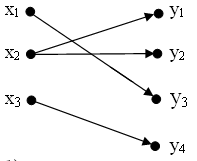 x₁ y₁
x₂ y₂
x₃ y₃
y₄